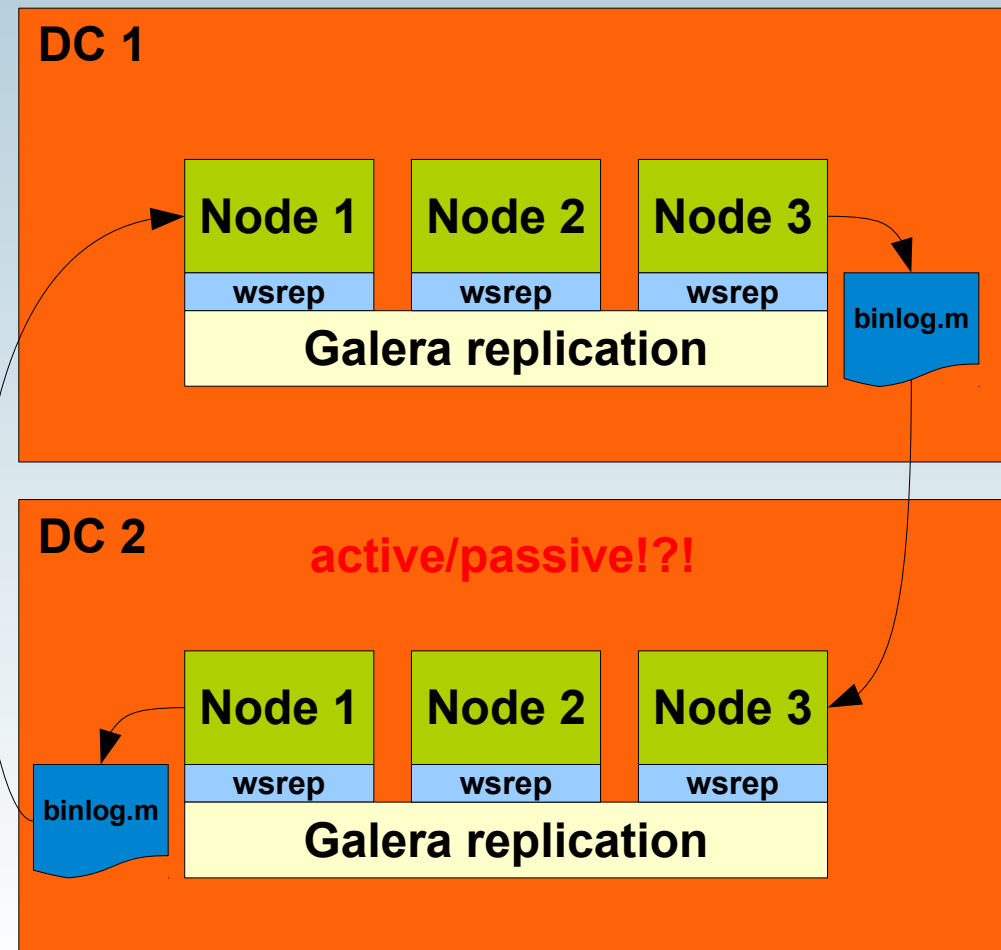 DC 1
Node 1 Node 2 Node 3
wsrep wsrep wsrep
binlog.m
Galera replication
DC 2
active/passive!?!
Node 1 Node 2 Node 3
wsrep wsrep wsrep
binlog.m
Galera replication